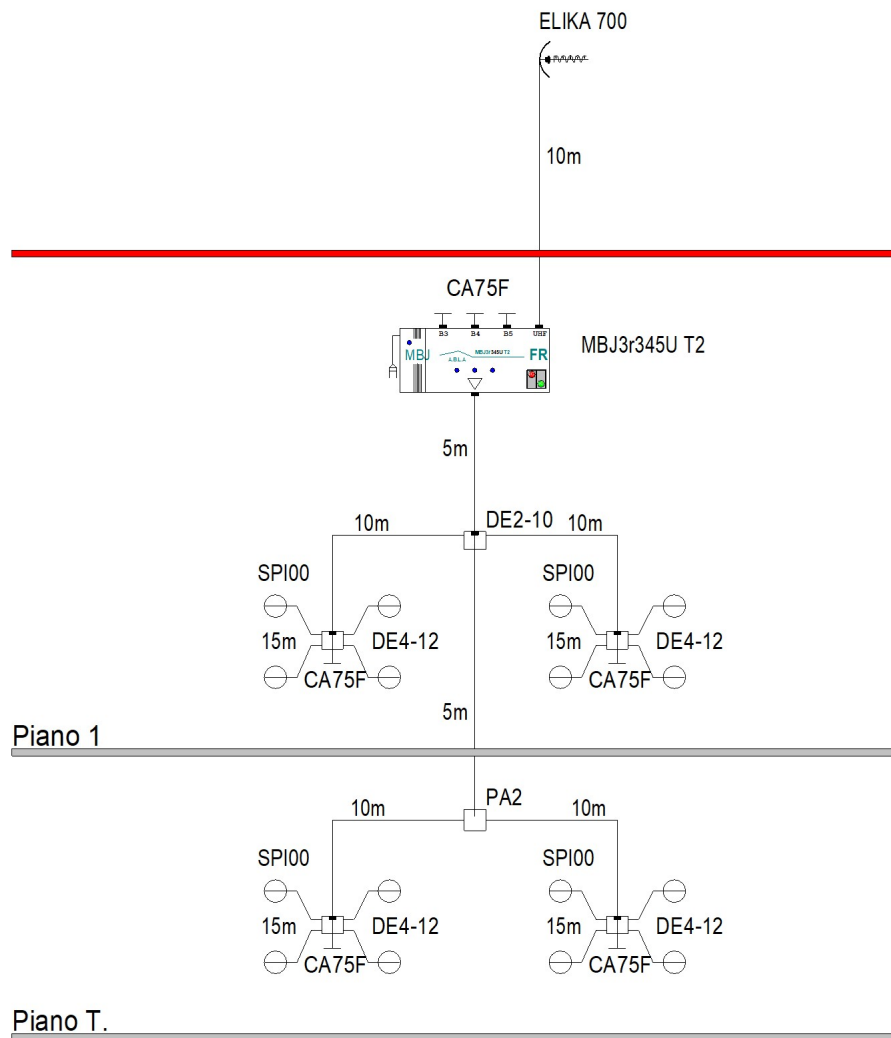 ELIKA 700
10m
CA75F
B3 B4 B5 UHF
MBJ MBJ3r345U T2 FR
A.B.L.A
MBJ3r345U T2
5m
DE2-10
10m 10m
SPI00 SPI00
15m DE4-12 15m DE4-12
CA75F CA75F
5m
Piano 1
PA2
10m 10m
SPI00 SPI00
15m DE4-12 15m DE4-12
CA75F CA75F
Piano T.